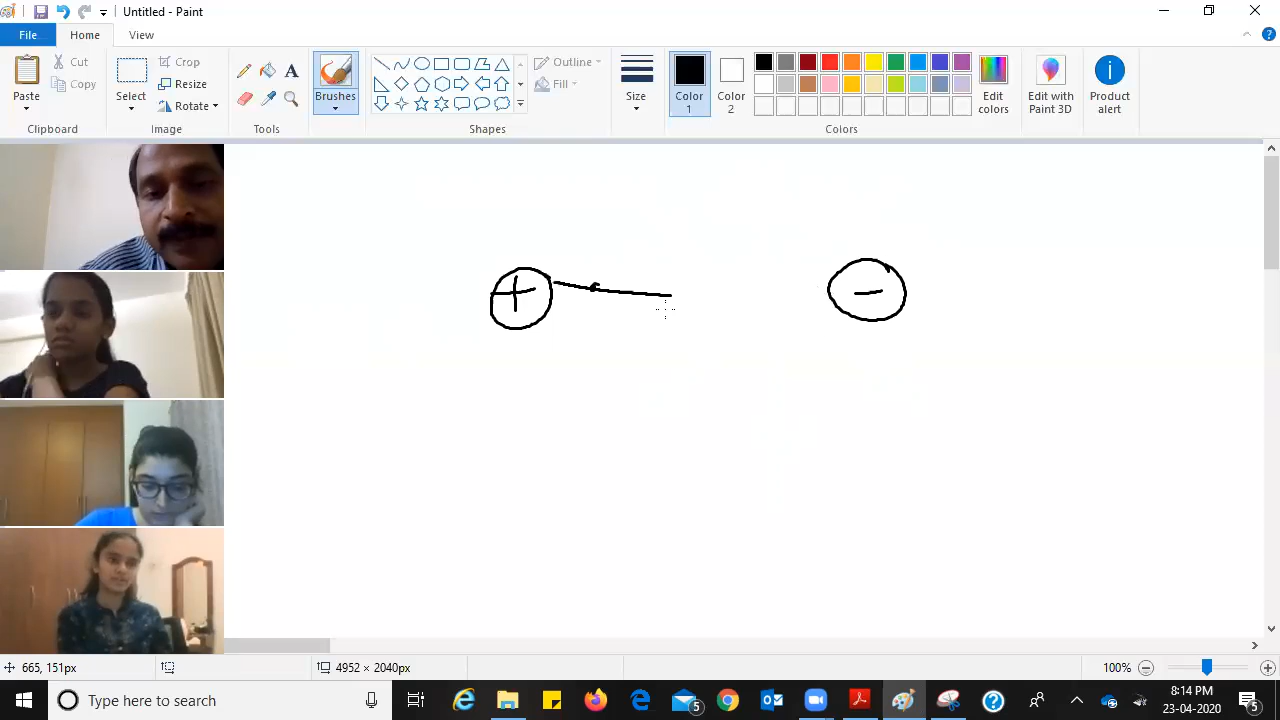 Untitled - Paint
File
Home
View
Paste
Cut
Copy
Clipboard
Select
Crop
Resize
Rotate
Image
Tools
Brushes
Shapes
Outline
Fill
Size
Color 1
Color 2
Colors
Edit colors
Edit with Paint 3D
Product alert
+
−
665, 151px
4952 × 2040px
100%
Type here to search
5
8:14 PM
23-04-2020
5